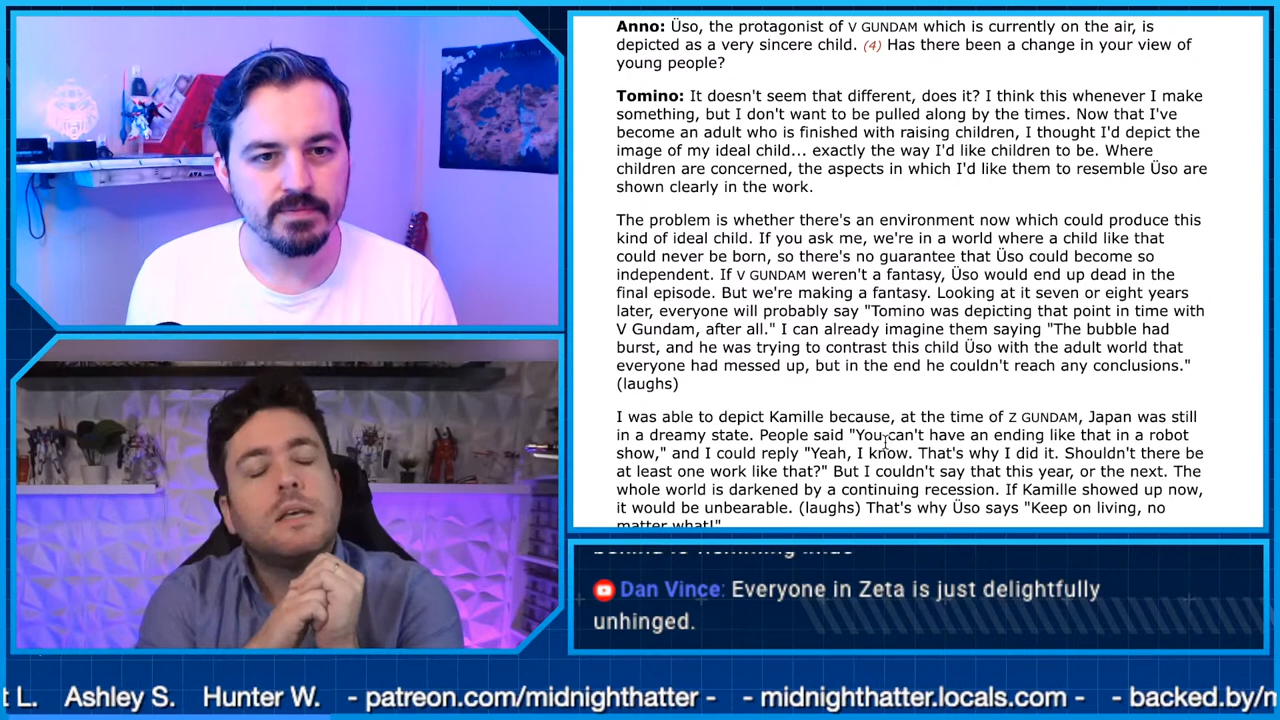 Anno: Üso, the protagonist of V GUNDAM which is currently on the air, is
depicted as a very sincere child. (4) Has there been a change in your view of
young people?
Tomino: It doesn't seem that different, does it? I think this whenever I make
something, but I don't want to be pulled along by the times. Now that I've
become an adult who is finished with raising children, I thought I'd depict the
image of my ideal child... exactly the way I'd like children to be. Where
children are concerned, the aspects in which I'd like them to resemble Üso are
shown clearly in the work.
The problem is whether there's an environment now which could produce this
kind of ideal child. If you ask me, we're in a world where a child like that
could never be born, so there's no guarantee that Üso could become so
independent. If V GUNDAM weren't a fantasy, Üso would end up dead in the
final episode. But we're making a fantasy. Looking at it seven or eight years
later, everyone will probably say "Tomino was depicting that point in time with
V Gundam, after all." I can already imagine them saying "The bubble had
burst, and he was trying to contrast this child Üso with the adult world that
everyone had messed up, but in the end he couldn't reach any conclusions."
(laughs)
I was able to depict Kamille because, at the time of Z GUNDAM, Japan was still
in a dreamy state. People said "You can't have an ending like that in a robot
show," and I could reply "Yeah, I know. That's why I did it. Shouldn't there be
at least one work like that?" But I couldn't say that this year, or the next. The
whole world is darkened by a continuing recession. If Kamille showed up now,
it would be unbearable. (laughs) That's why Üso says "Keep on living, no
matter what!"
Dan Vince: Everyone in Zeta is just delightfully
unhinged.
t L. Ashley S. Hunter W. - patreon.com/midnighthatter - - midnighthatter.locals.com - - backed.by/n